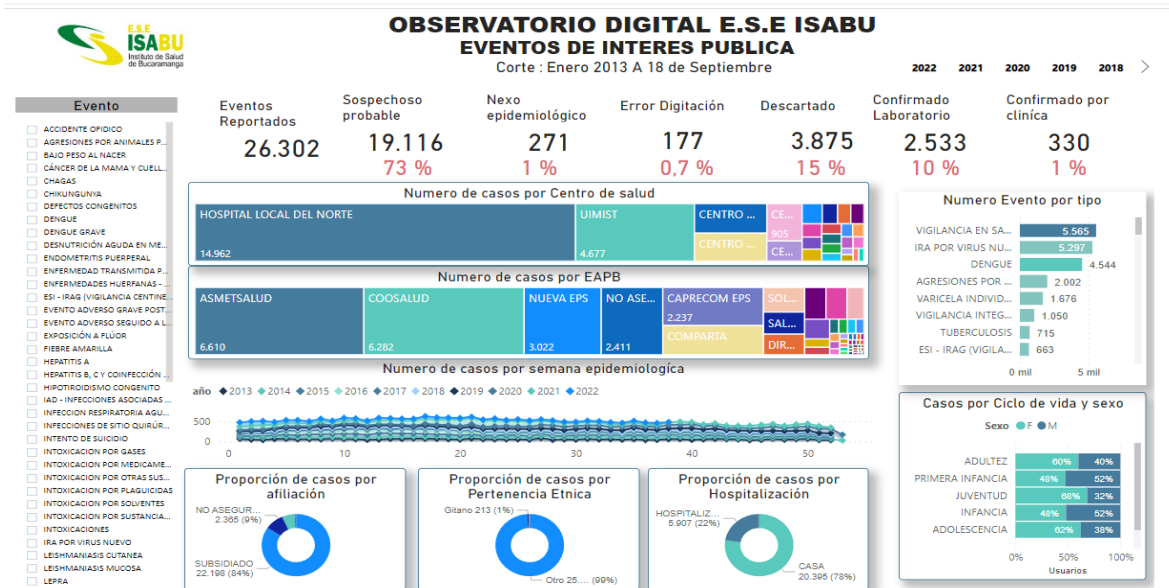 E.S.E
ISABU
Instituto de Salud
de Bucaramanga
OBSERVATORIO DIGITAL E.S.E ISABU
EVENTOS DE INTERES PUBLICA
Corte : Enero 2013 A 18 de Septiembre
2022 2021 2020 2019 2018
Evento
ACCIDENTE OFIDICO
AGRESIONES POR ANIMALES P...
BAJO PESO AL NACER
CÁNCER DE LA MAMA Y CUELL...
CHAGAS
CHIKUNGUNYA
DEFECTOS CONGENITOS
DENGUE
DENGUE GRAVE
DESNUTRICIÓN AGUDA EN ME...
ENDOMETRITIS PUERPERAL
ENFERMEDAD TRANSMITIDA P...
ENFERMEDADES HUERFANAS - ...
ESI - IRAG (VIGILANCIA CENTINE...
EVENTO ADVERSO GRAVE POST...
EVENTO ADVERSO SEGUIDO A L...
EXPOSICIÓN A FLÚOR
FIEBRE AMARILLA
HEPATITIS A
HEPATITIS B, C Y COINFECCIÓN ...
HIPOTIROIDISMO CONGENITO
IAD - INFECCIONES ASOCIADAS ...
INFECCION RESPIRATORIA AGU...
INFECCIONES DE SITIO QUIRÚR...
INTENTO DE SUICIDIO
INTOXICACION POR GASES
INTOXICACION POR MEDICAME...
INTOXICACION POR OTRAS SUS...
INTOXICACION POR PLAGUICIDAS
INTOXICACION POR SOLVENTES
INTOXICACION POR SUSTANCIA...
INTOXICACIONES
IRA POR VIRUS NUEVO
LEISHMANIASIS CUTANEA
LEISHMANIASIS MUCOSA
LEPRA
Eventos
Reportados
26.302
Sospechoso
probable
19.116
73 %
Nexo
epidemiológico
271
1 %
Error Digitación
177
0,7 %
Descartado
3.875
15 %
Confirmado
Laboratorio
2.533
10 %
Confirmado por
cliníca
330
1 %
Numero de casos por Centro de salud
HOSPITAL LOCAL DEL NORTE
14.962
UIMIST
4.677
CENTRO ...
CENTRO ...
CE...
905
CE...
Numero de casos por EAPB
ASMETSALUD
6.610
COOSALUD
6.282
NUEVA EPS
3.022
NO ASE...
2.411
CAPRECOM EPS
2.237
COMPARTA
SOL...
SAL...
DIR...
Numero de casos por semana epidemiologíca
año 2013 2014 2015 2016 2017 2018 2019 2020 2021 2022
500
0
0 10 20 30 40 50
Proporción de casos por
afiliación
NO ASEGUR...
2.365 (9%)
SUBSIDIADO
22.198 (84%)
Proporción de casos por
Pertenencia Etnica
Gitano 213 (1%)
Otro 25.... (99%)
Proporción de casos por
Hospitalización
HOSPITALIZ...
5.907 (22%)
CASA
20.395 (78%)
Numero Evento por tipo
VIGILANCIA EN SA... 5.565
IRA POR VIRUS NU... 5.297
DENGUE 4.544
AGRESIONES POR ... 2.002
VARICELA INDIVID... 1.676
VIGILANCIA INTEG... 1.050
TUBERCULOSIS 715
ESI - IRAG (VIGILA... 663
0 mil 5 mil
Casos por Ciclo de vida y sexo
Sexo F M
ADULTEZ 60% 40%
PRIMERA INFANCIA 48% 52%
JUVENTUD 68% 32%
INFANCIA 48% 52%
ADOLESCENCIA 62% 38%
0% 50% 100%
Usuarios